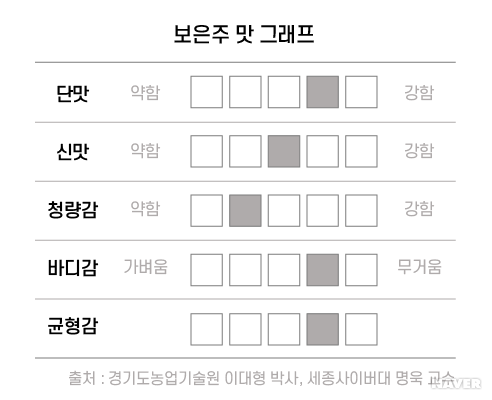 보은주 맛 그래프
단맛 약함 강함
신맛 약함 강함
청량감 약함 강함
바디감 가벼움 무거움
균형감
출처 : 경기도농업기술원 이대형 박사, 세종사이버대 명욱 교수
NAVER